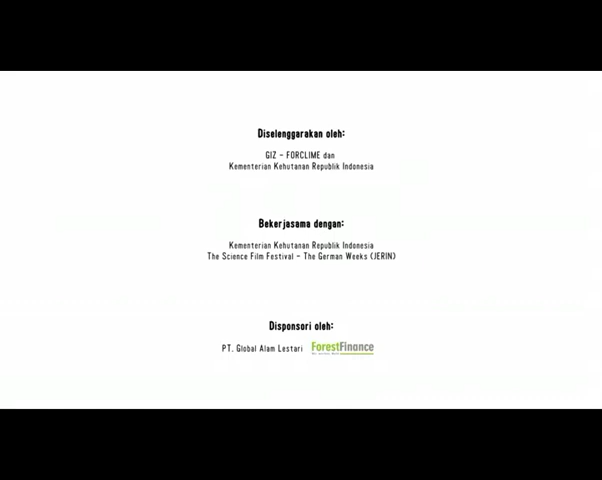 Diselenggarakan oleh:
GIZ - FORCLIME dan
Kementerian Kehutanan Republik Indonesia
Bekerjasama dengan:
Kementerian Kehutanan Republik Indonesia
The Science Film Festival - The German Weeks (JERIN)
Disponsori oleh:
PT. Global Alam Lestari ForestFinance